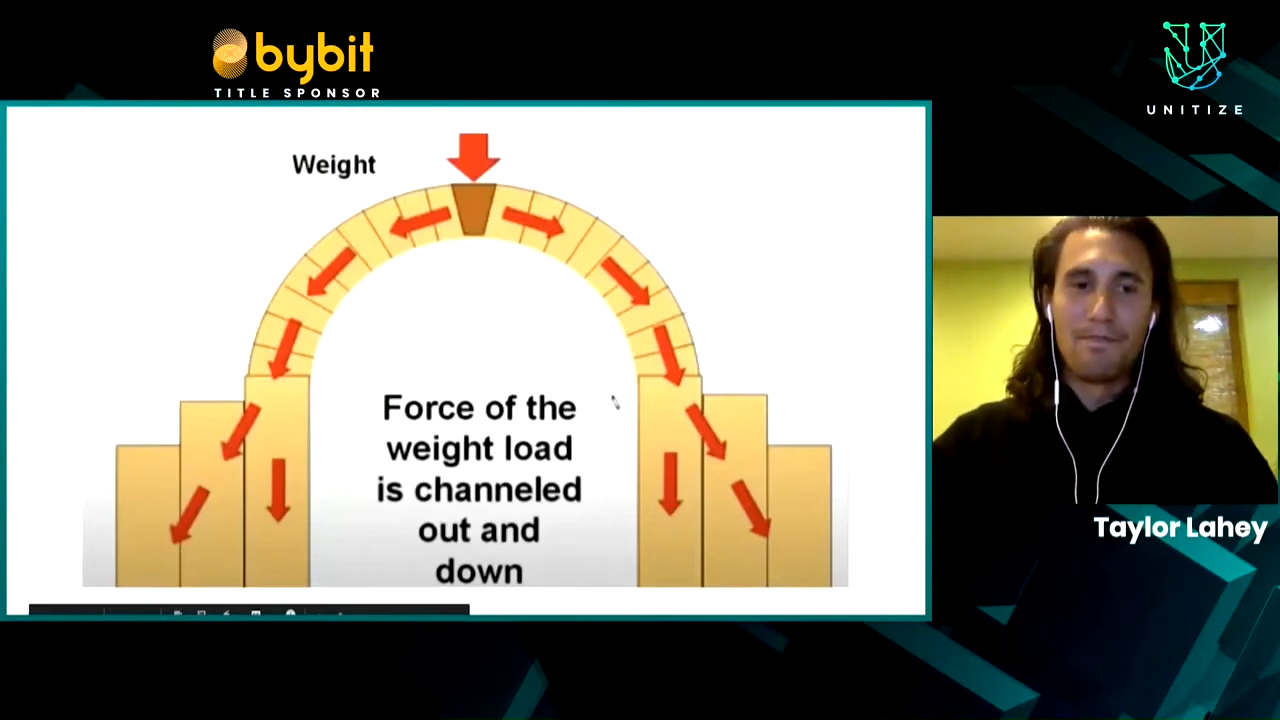 bybit
TITLE SPONSOR
UNITIZE
Weight
Force of the
weight load
is channeled
out and
down
Taylor Lahey